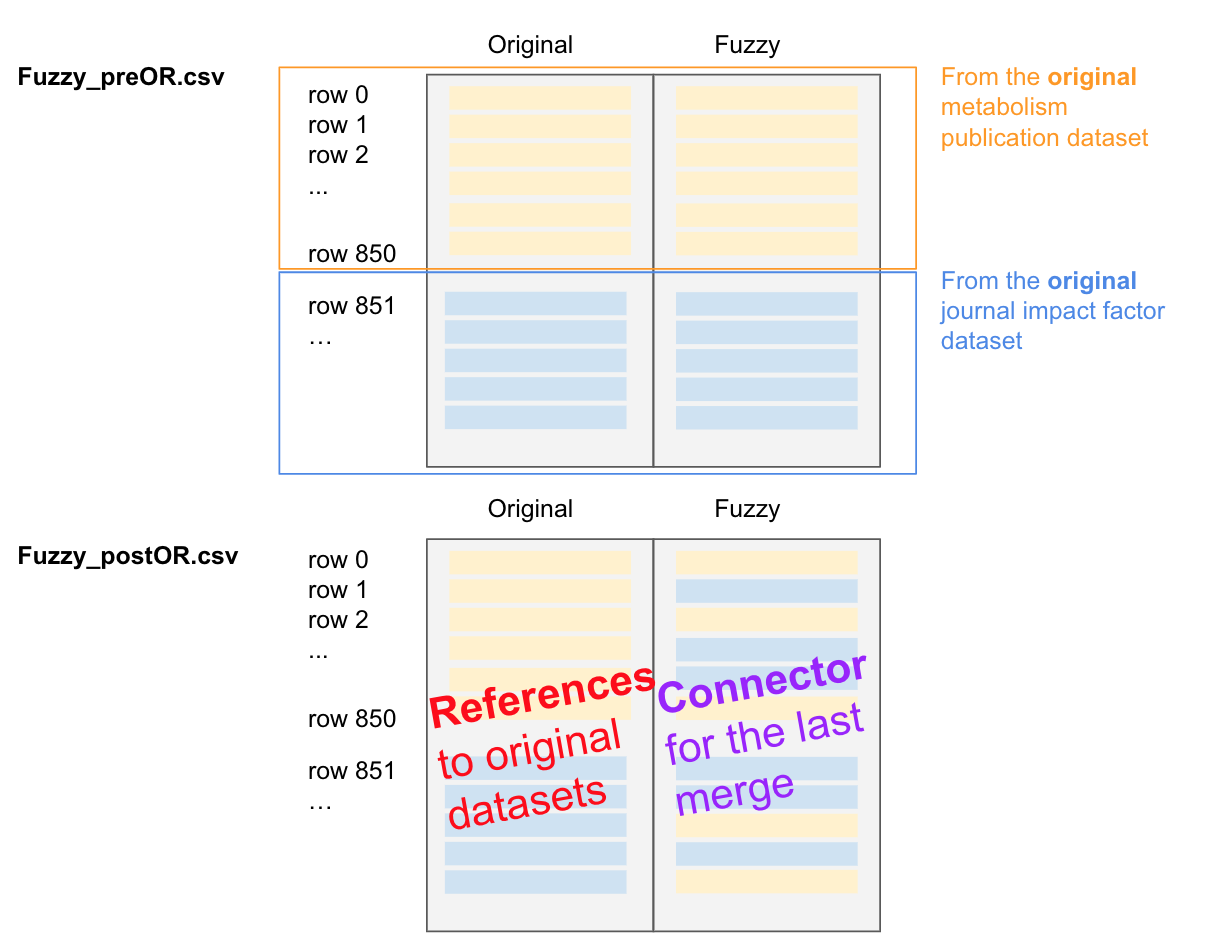 Original
Fuzzy
Fuzzy_preOR.csv
row 0
row 1
row 2
...
row 850
From the original
metabolism
publication dataset
row 851
…
From the original
journal impact factor
dataset
Original
Fuzzy
Fuzzy_postOR.csv
row 0
row 1
row 2
...
row 850
row 851
…
References
to original
datasets
Connector
for the last
merge